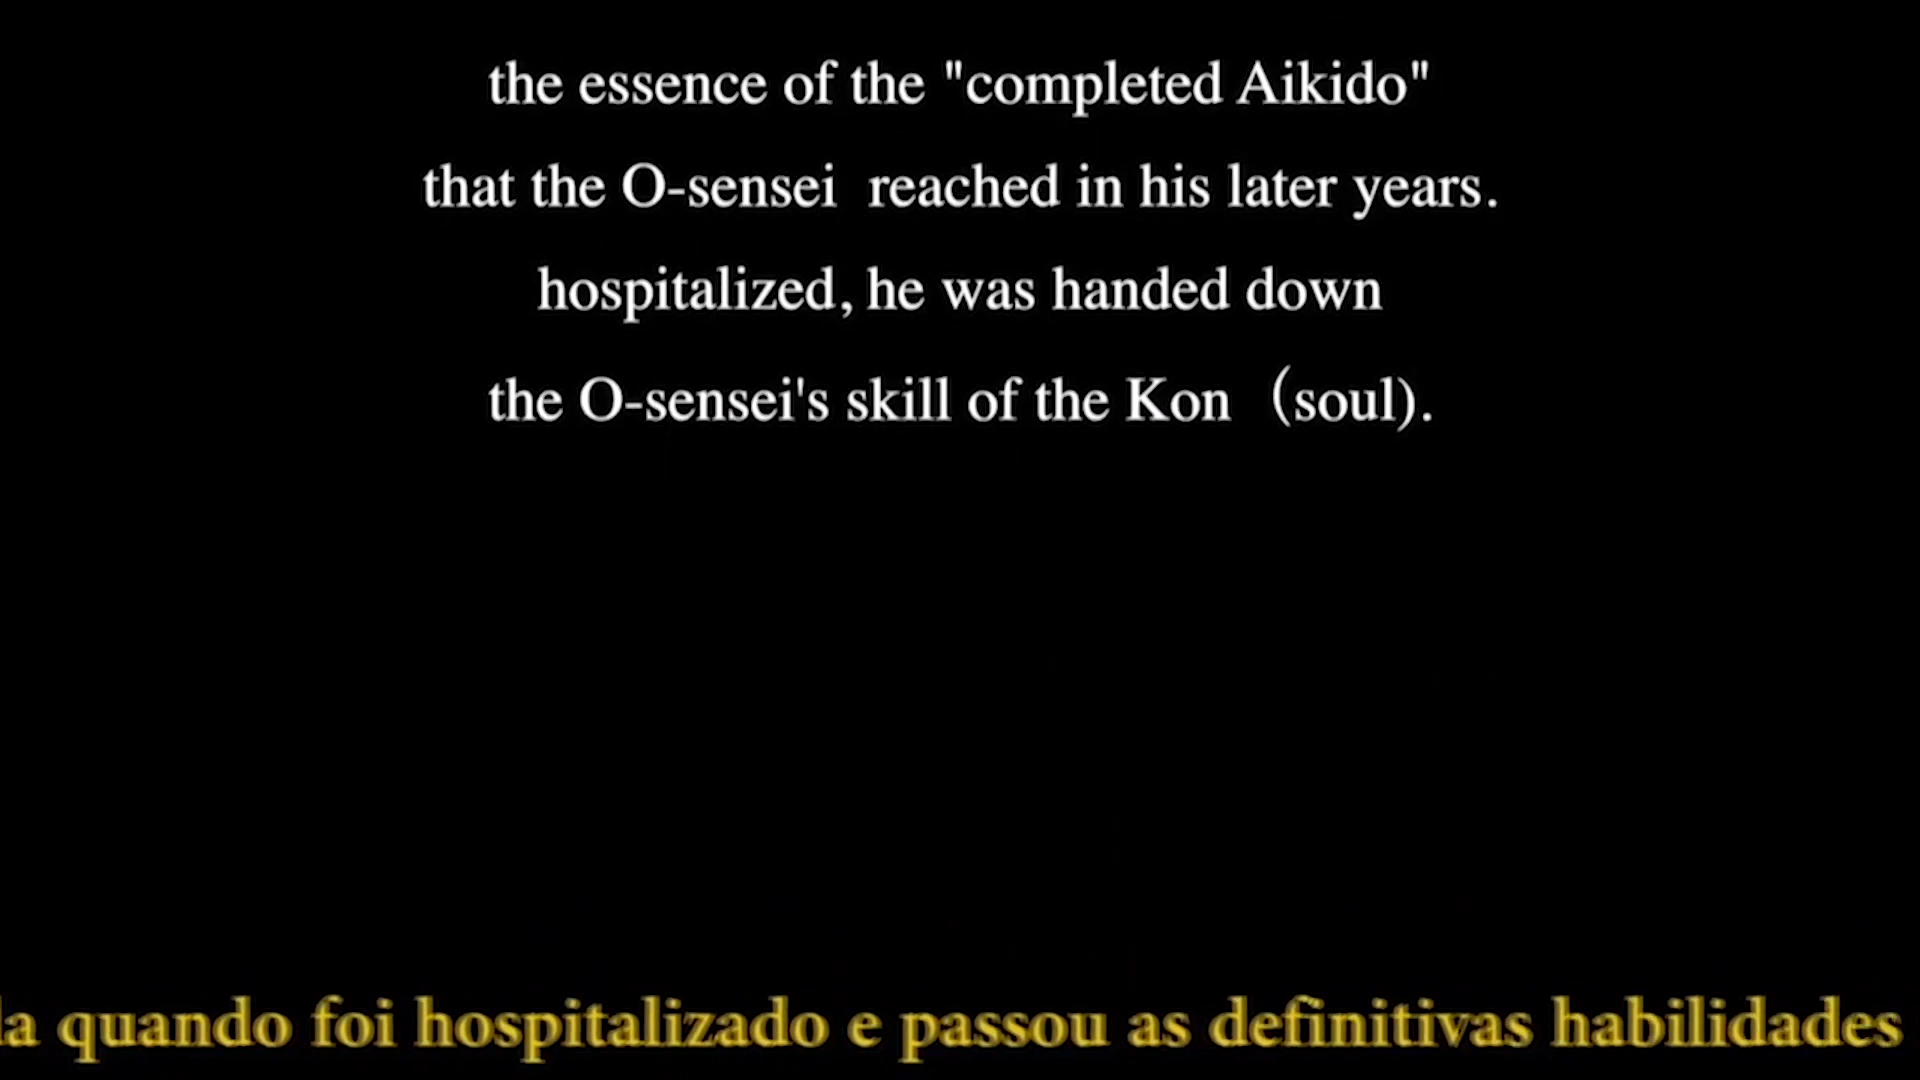 the essence of the "completed Aikido"
that the O-sensei reached in his later years.
hospitalized, he was handed down
the O-sensei's skill of the Kon （soul).
quando foi hospitalizado e passou as definitivas habilidades